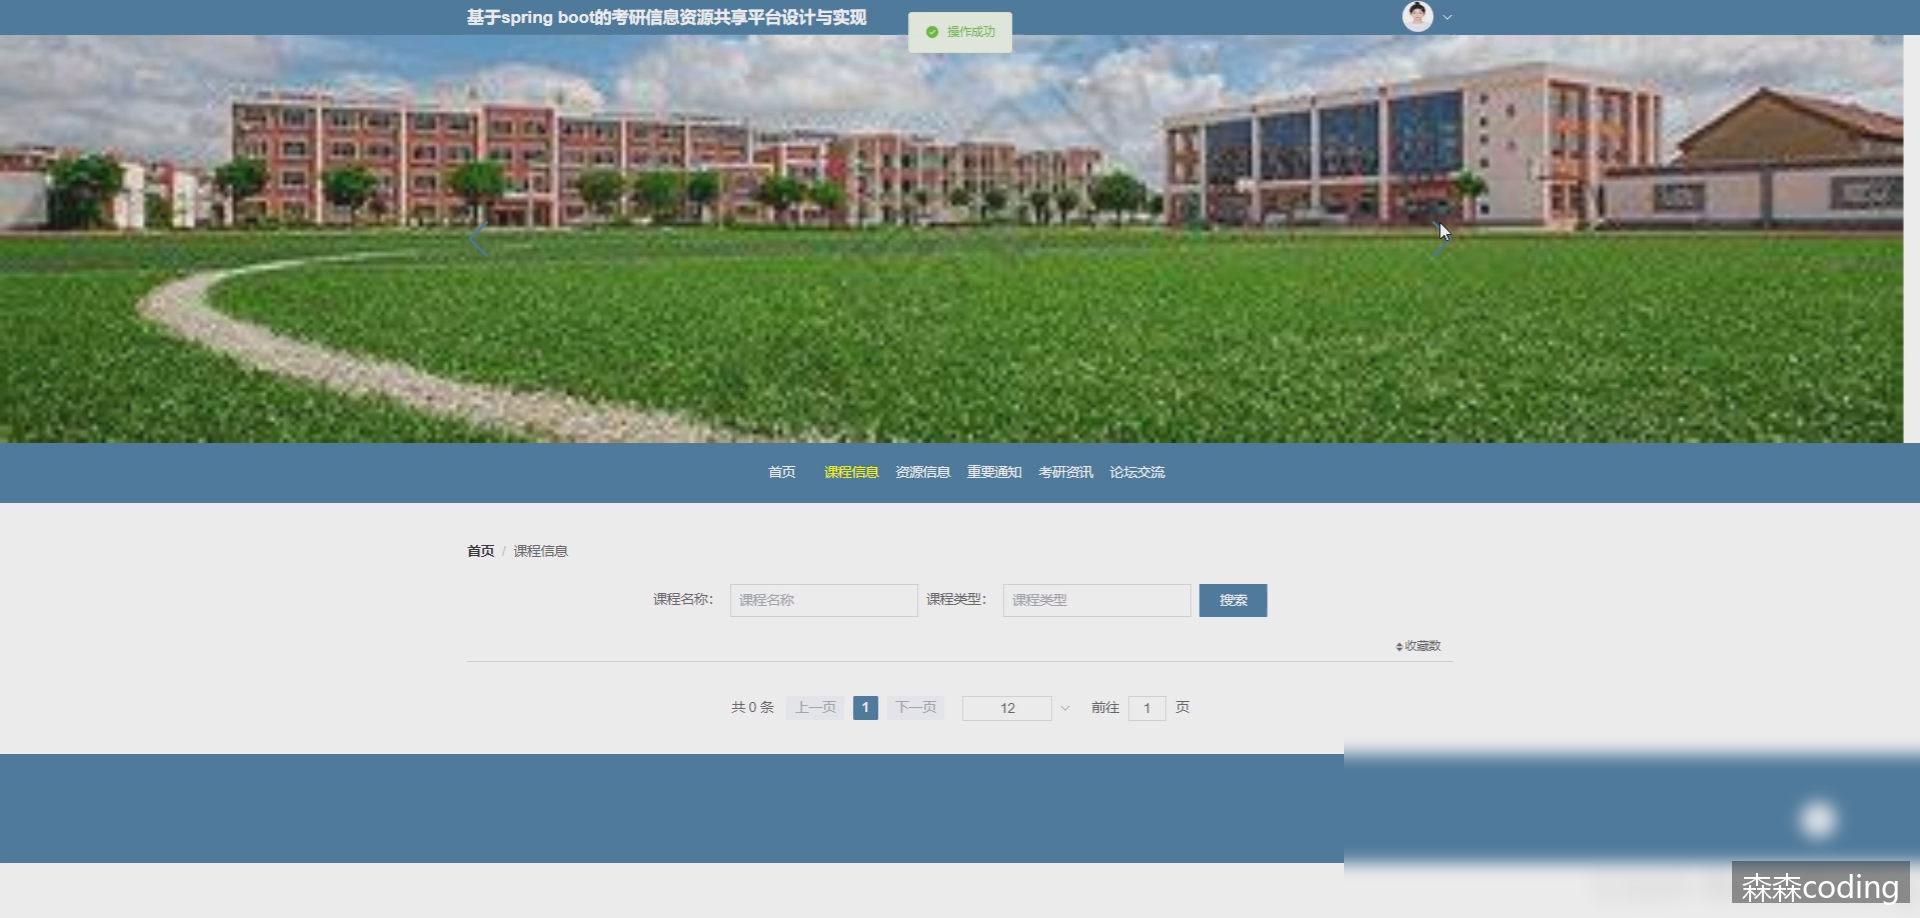 基于spring boot的考研信息资源共享平台设计与实现
操作成功
首页 课程信息 资源信息 重要通知 考研资讯 论坛交流
首页 / 课程信息
课程名称： 课程名称 课程类型： 课程类型 搜索
收藏数
共 0 条 上一页 1 下一页 12 前往 1 页
森森coding